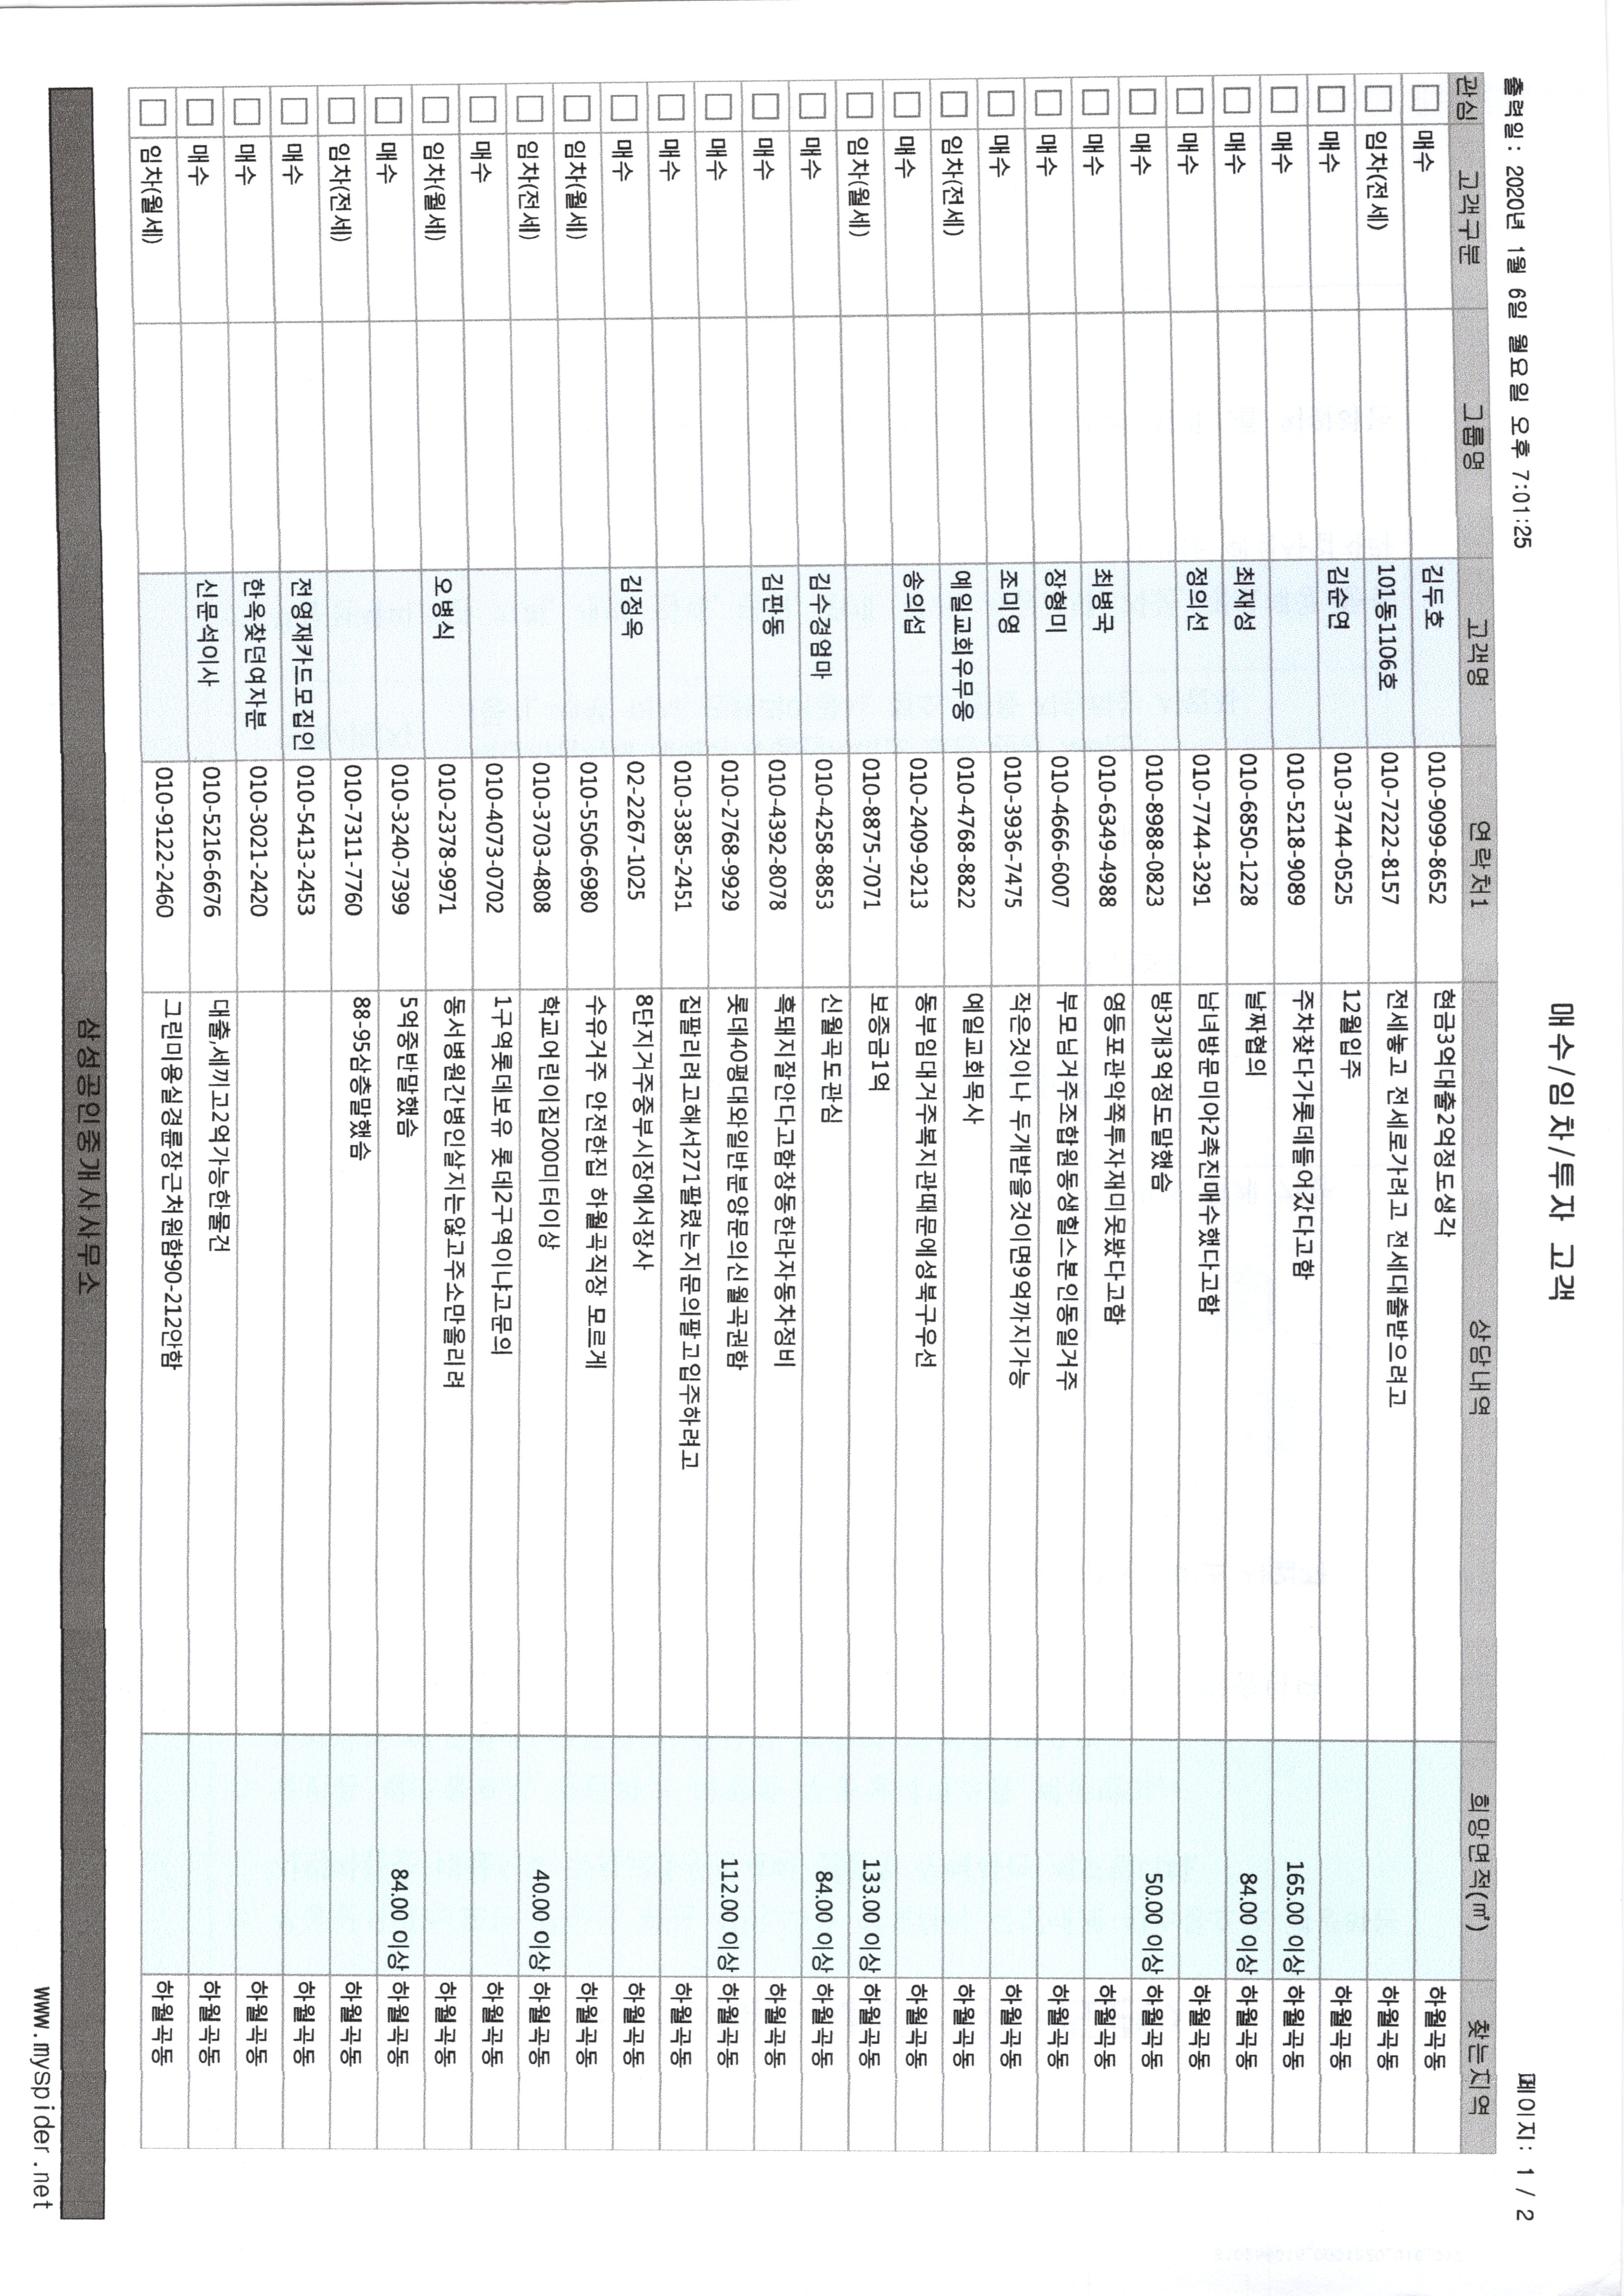 매수/임차/투자 고객
출력일: 2020년 1월 6일 월요일 오후 7:01:25
페이지: 1 / 2
관심 고객구분 그룹명 고객명 연락처1 상담내역 희망면적(㎡) 찾는지역
매수 김두호 010-9099-8652 현금3억대출2억정도생각 하월곡동
임차(전세) 101동1106호 010-7222-8157 전세놓고 전세로가려고 전세대출받으려고 하월곡동
매수 김순연 010-3744-0525 12월입주 하월곡동
매수 010-5218-9089 주차찾다가롯데들어갔다고함 165.00 이상 하월곡동
매수 최재성 010-6850-1228 날짜협의 84.00 이상 하월곡동
매수 정의선 010-7744-3291 남녀방문미아2촉진매수했다고함 하월곡동
매수 010-8988-0823 방3개3억정도말했슴 50.00 이상 하월곡동
매수 최병국 010-6349-4988 영등포관악쪽투자재미못봤다고함 하월곡동
매수 장형미 010-4666-6007 부모님거주조합원동생힐스본인동일거주 하월곡동
매수 조미영 010-3936-7475 작은것이나 두개받을것이면9억까지가능 하월곡동
임차(전세) 예일교회우무웅 010-4768-8822 예일교회목사 하월곡동
매수 송의섭 010-2409-9213 동부임대거주복지관때문에성북구우선 하월곡동
임차(월세) 010-8875-7071 보증금1억 133.00 이상 하월곡동
매수 김수경엄마 010-4258-8853 신월곡도관심 84.00 이상 하월곡동
매수 김판동 010-4392-8078 흑돼지잘안다고함창동한라자동차정비 하월곡동
매수 010-2768-9929 롯데40평대와일반분양문의신월곡권함 112.00 이상 하월곡동
매수 010-3385-2451 집팔리려고해서271팔렸는지문의팔고입주하려고 하월곡동
매수 김정옥 02-2267-1025 8단지거주중부시장에서장사 하월곡동
임차(월세) 010-5506-6980 수유거주 안전한집 하월곡직장 모르게 하월곡동
임차(전세) 010-3703-4808 학교어린이집200미터이상 40.00 이상 하월곡동
매수 010-4073-0702 1구역롯데보유 롯데2구역이냐고문의 하월곡동
임차(월세) 오병식 010-2378-9971 동서병원간병인살지는않고주소만올리려 하월곡동
매수 010-3240-7399 5억중반말했슴 84.00 이상 하월곡동
임차(전세) 010-7311-7760 88-95삼층말했슴 하월곡동
매수 전영재카드모집인 010-5413-2453 하월곡동
매수 한옥찾던여자분 010-3021-2420 하월곡동
매수 신문석이사 010-5216-6676 대출,세끼고2억가능한물건 하월곡동
임차(월세) 010-9122-2460 그린미용실경륜장근처원함90-212안함 하월곡동
삼성공인중개사사무소
www.myspider.net